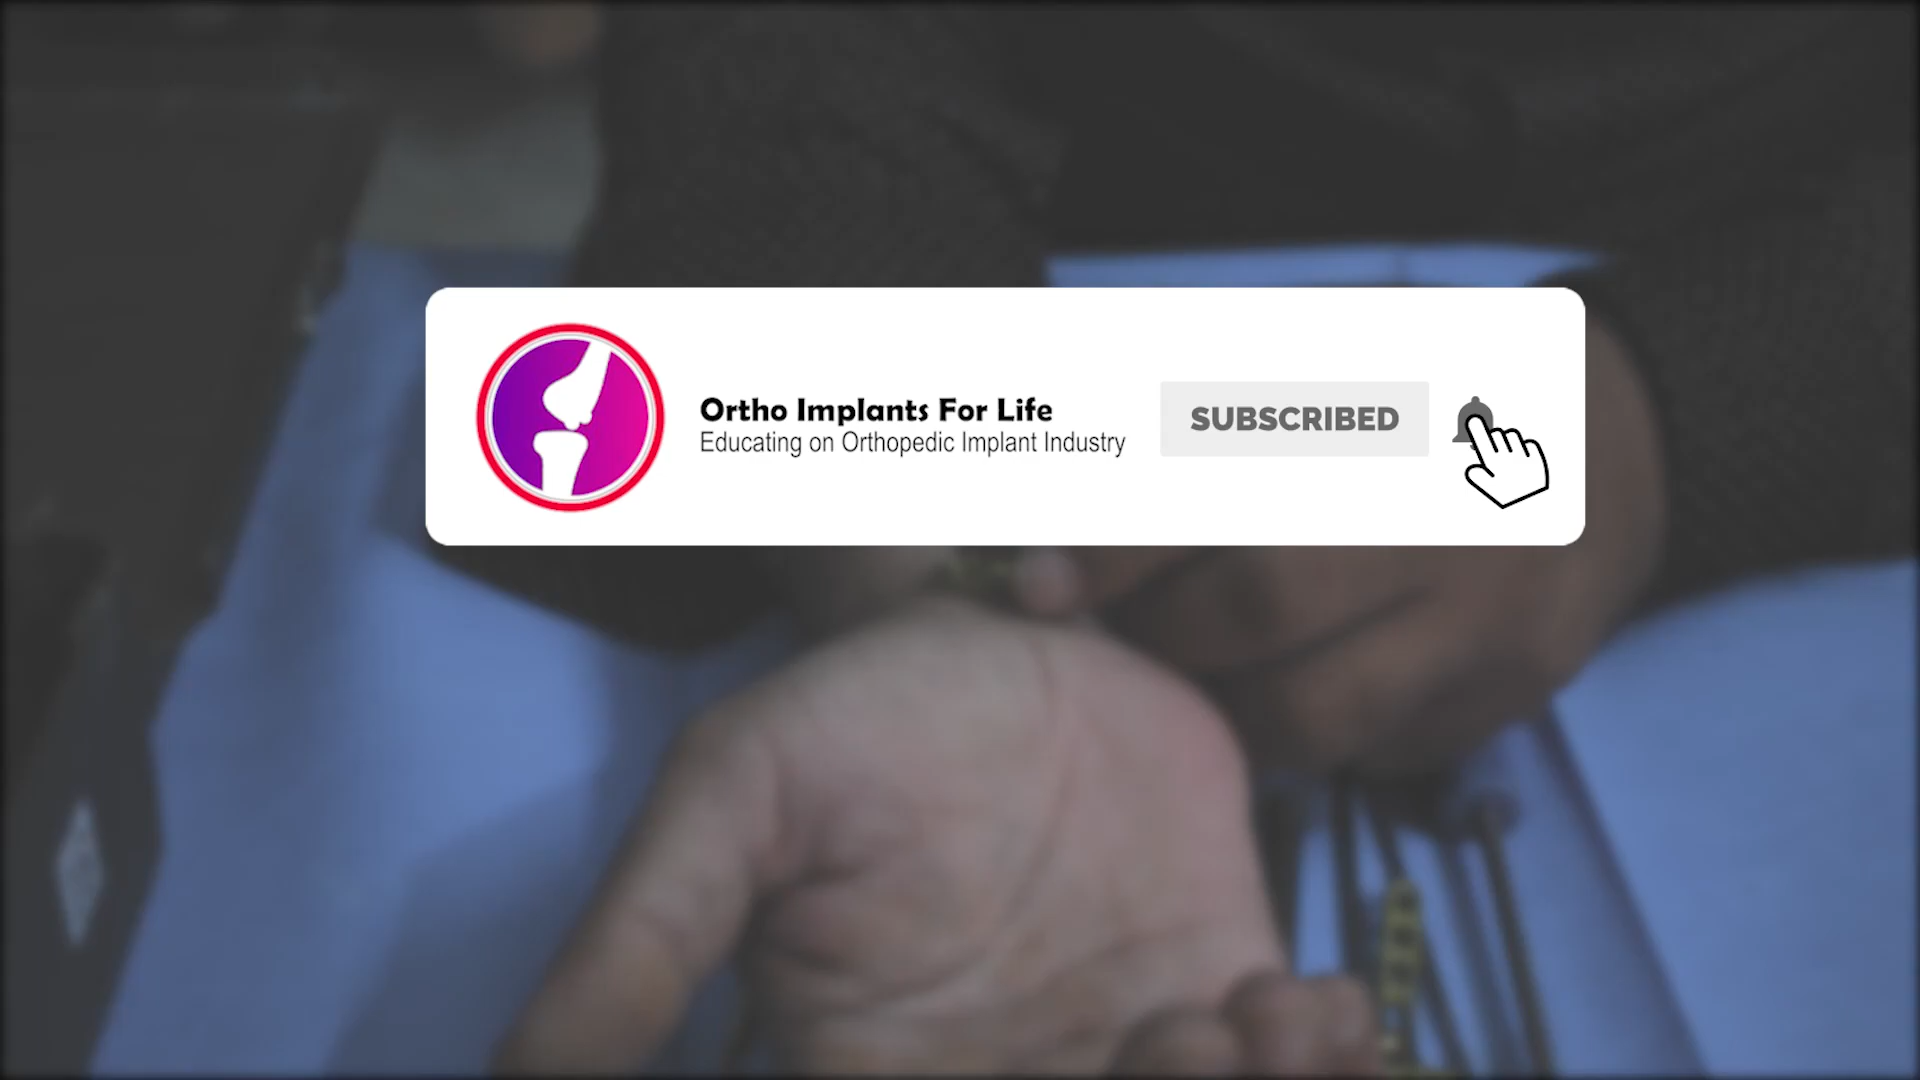 Ortho Implants For Life
Educating on Orthopedic Implant Industry
SUBSCRIBED